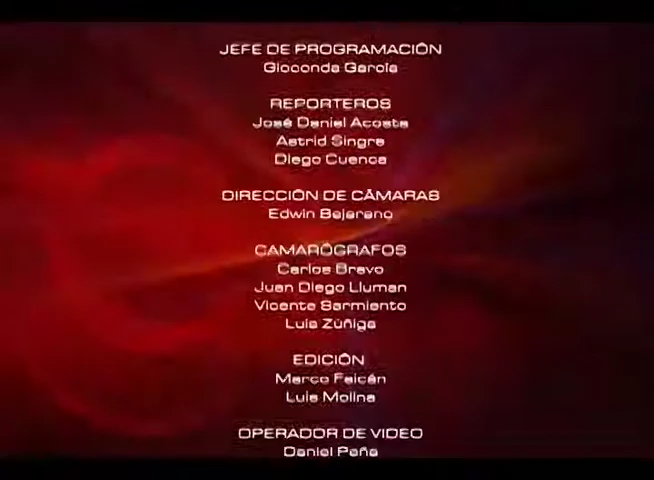 JEFE DE PROGRAMACIÓN
Gioconda García
REPORTEROS
José Daniel Acosta
Astrid Singre
Diego Cuenca
DIRECCIÓN DE CÁMARAS
Edwin Bejarano
CAMARÓGRAFOS
Carlos Bravo
Juan Diego Lluman
Vicente Sarmiento
Luis Zúñiga
EDICIÓN
Marco Faicán
Luis Molina
OPERADOR DE VIDEO
Daniel Peña